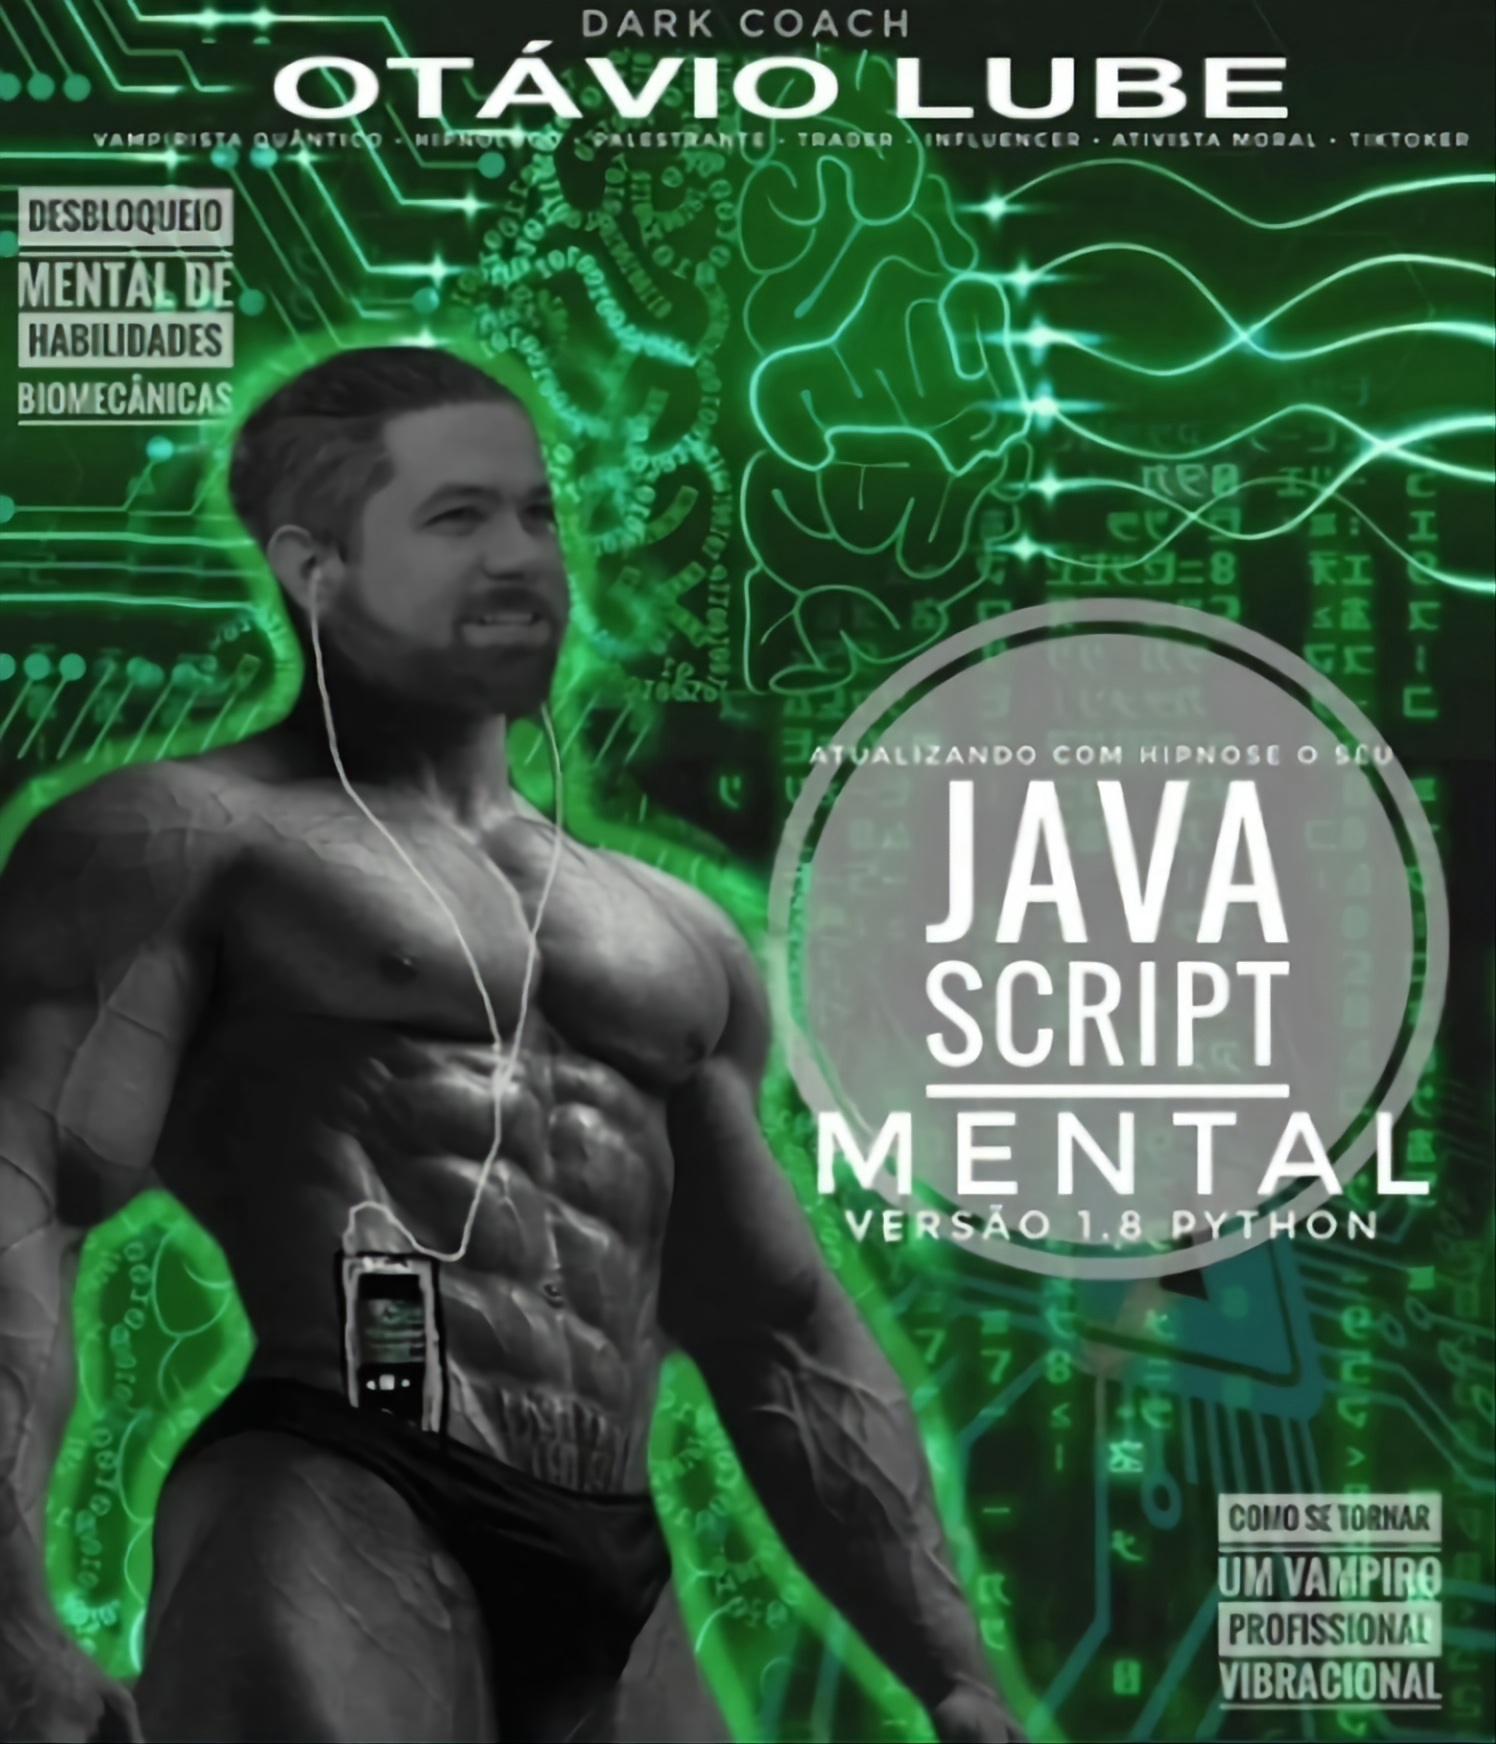 DARK COACH
OTÁVIO LUBE
VAMPIRISTA QUÂNTICO • HIPNÓLOGO • PALESTRANTE • TRADER • INFLUENCER • ATIVISTA MORAL • TIKTOKER
DESBLOQUEIO
MENTAL DE
HABILIDADES
BIOMECÂNICAS
ATUALIZANDO COM HIPNOSE O SEU
JAVA
SCRIPT
MENTAL
VERSÃO 1.8 PYTHON
COMO SE TORNAR
UM VAMPIRO
PROFISSIONAL
VIBRACIONAL